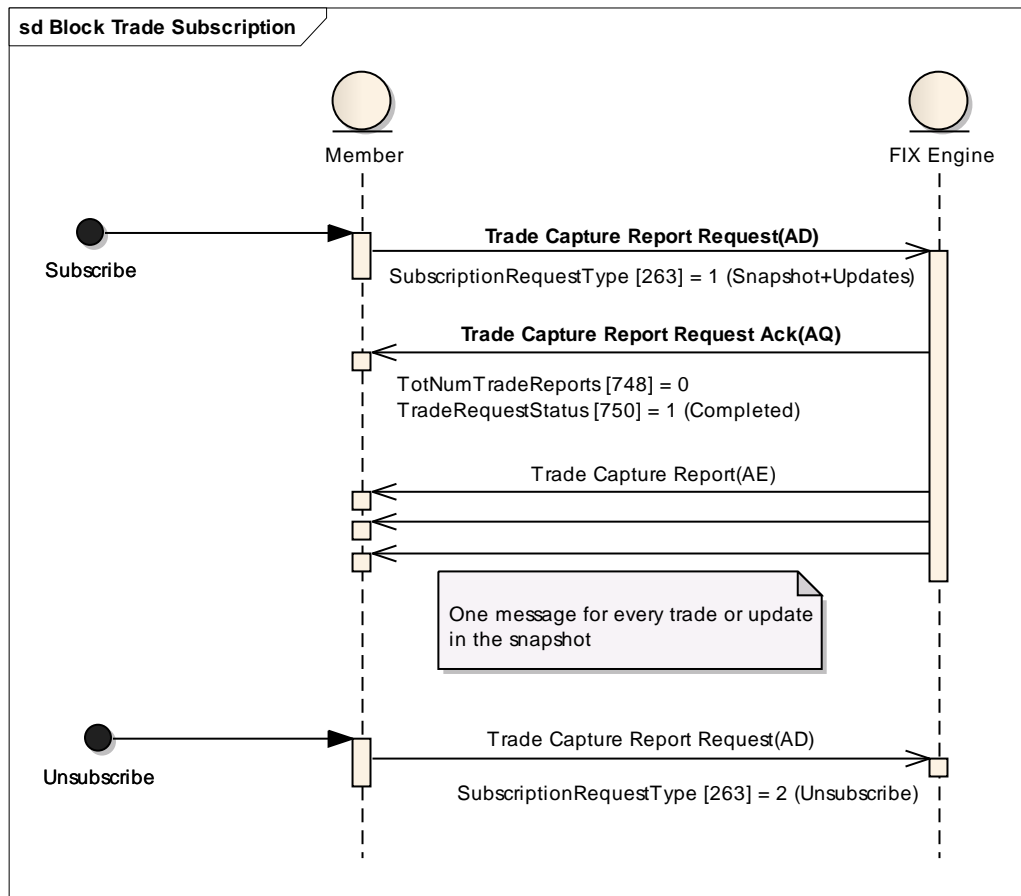 sd Block Trade Subscription
Member
FIX Engine
Subscribe
Trade Capture Report Request(AD)
SubscriptionRequestType [263] = 1 (Snapshot+Updates)
Trade Capture Report Request Ack(AQ)
TotNumTradeReports [748] = 0
TradeRequestStatus [750] = 1 (Completed)
Trade Capture Report(AE)
One message for every trade or update
in the snapshot
Unsubscribe
Trade Capture Report Request(AD)
SubscriptionRequestType [263] = 2 (Unsubscribe)